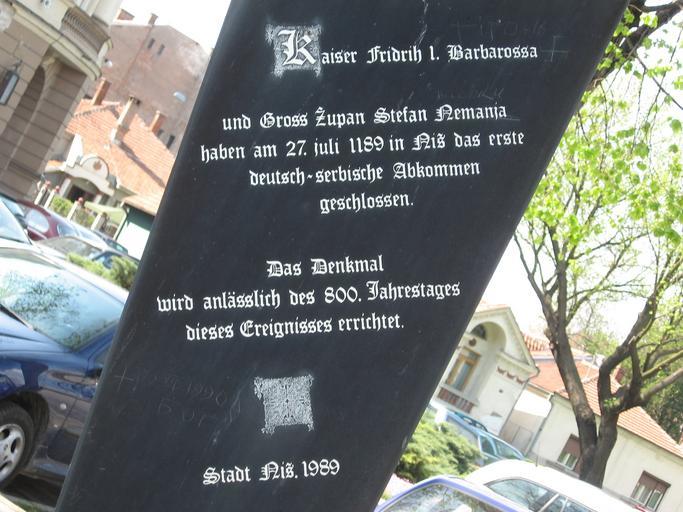 Kaiser Fridrih I. Barbarossa
und Gross Župan Stefan Nemanja
haben am 27. juli 1189 in Niš das erste
deutsch-serbische Abkommen
geschlossen.
Das Denkmal
wird anlässlich des 800. Jahrestages
dieses Ereignisses errichtet.
Stadt Niš. 1989